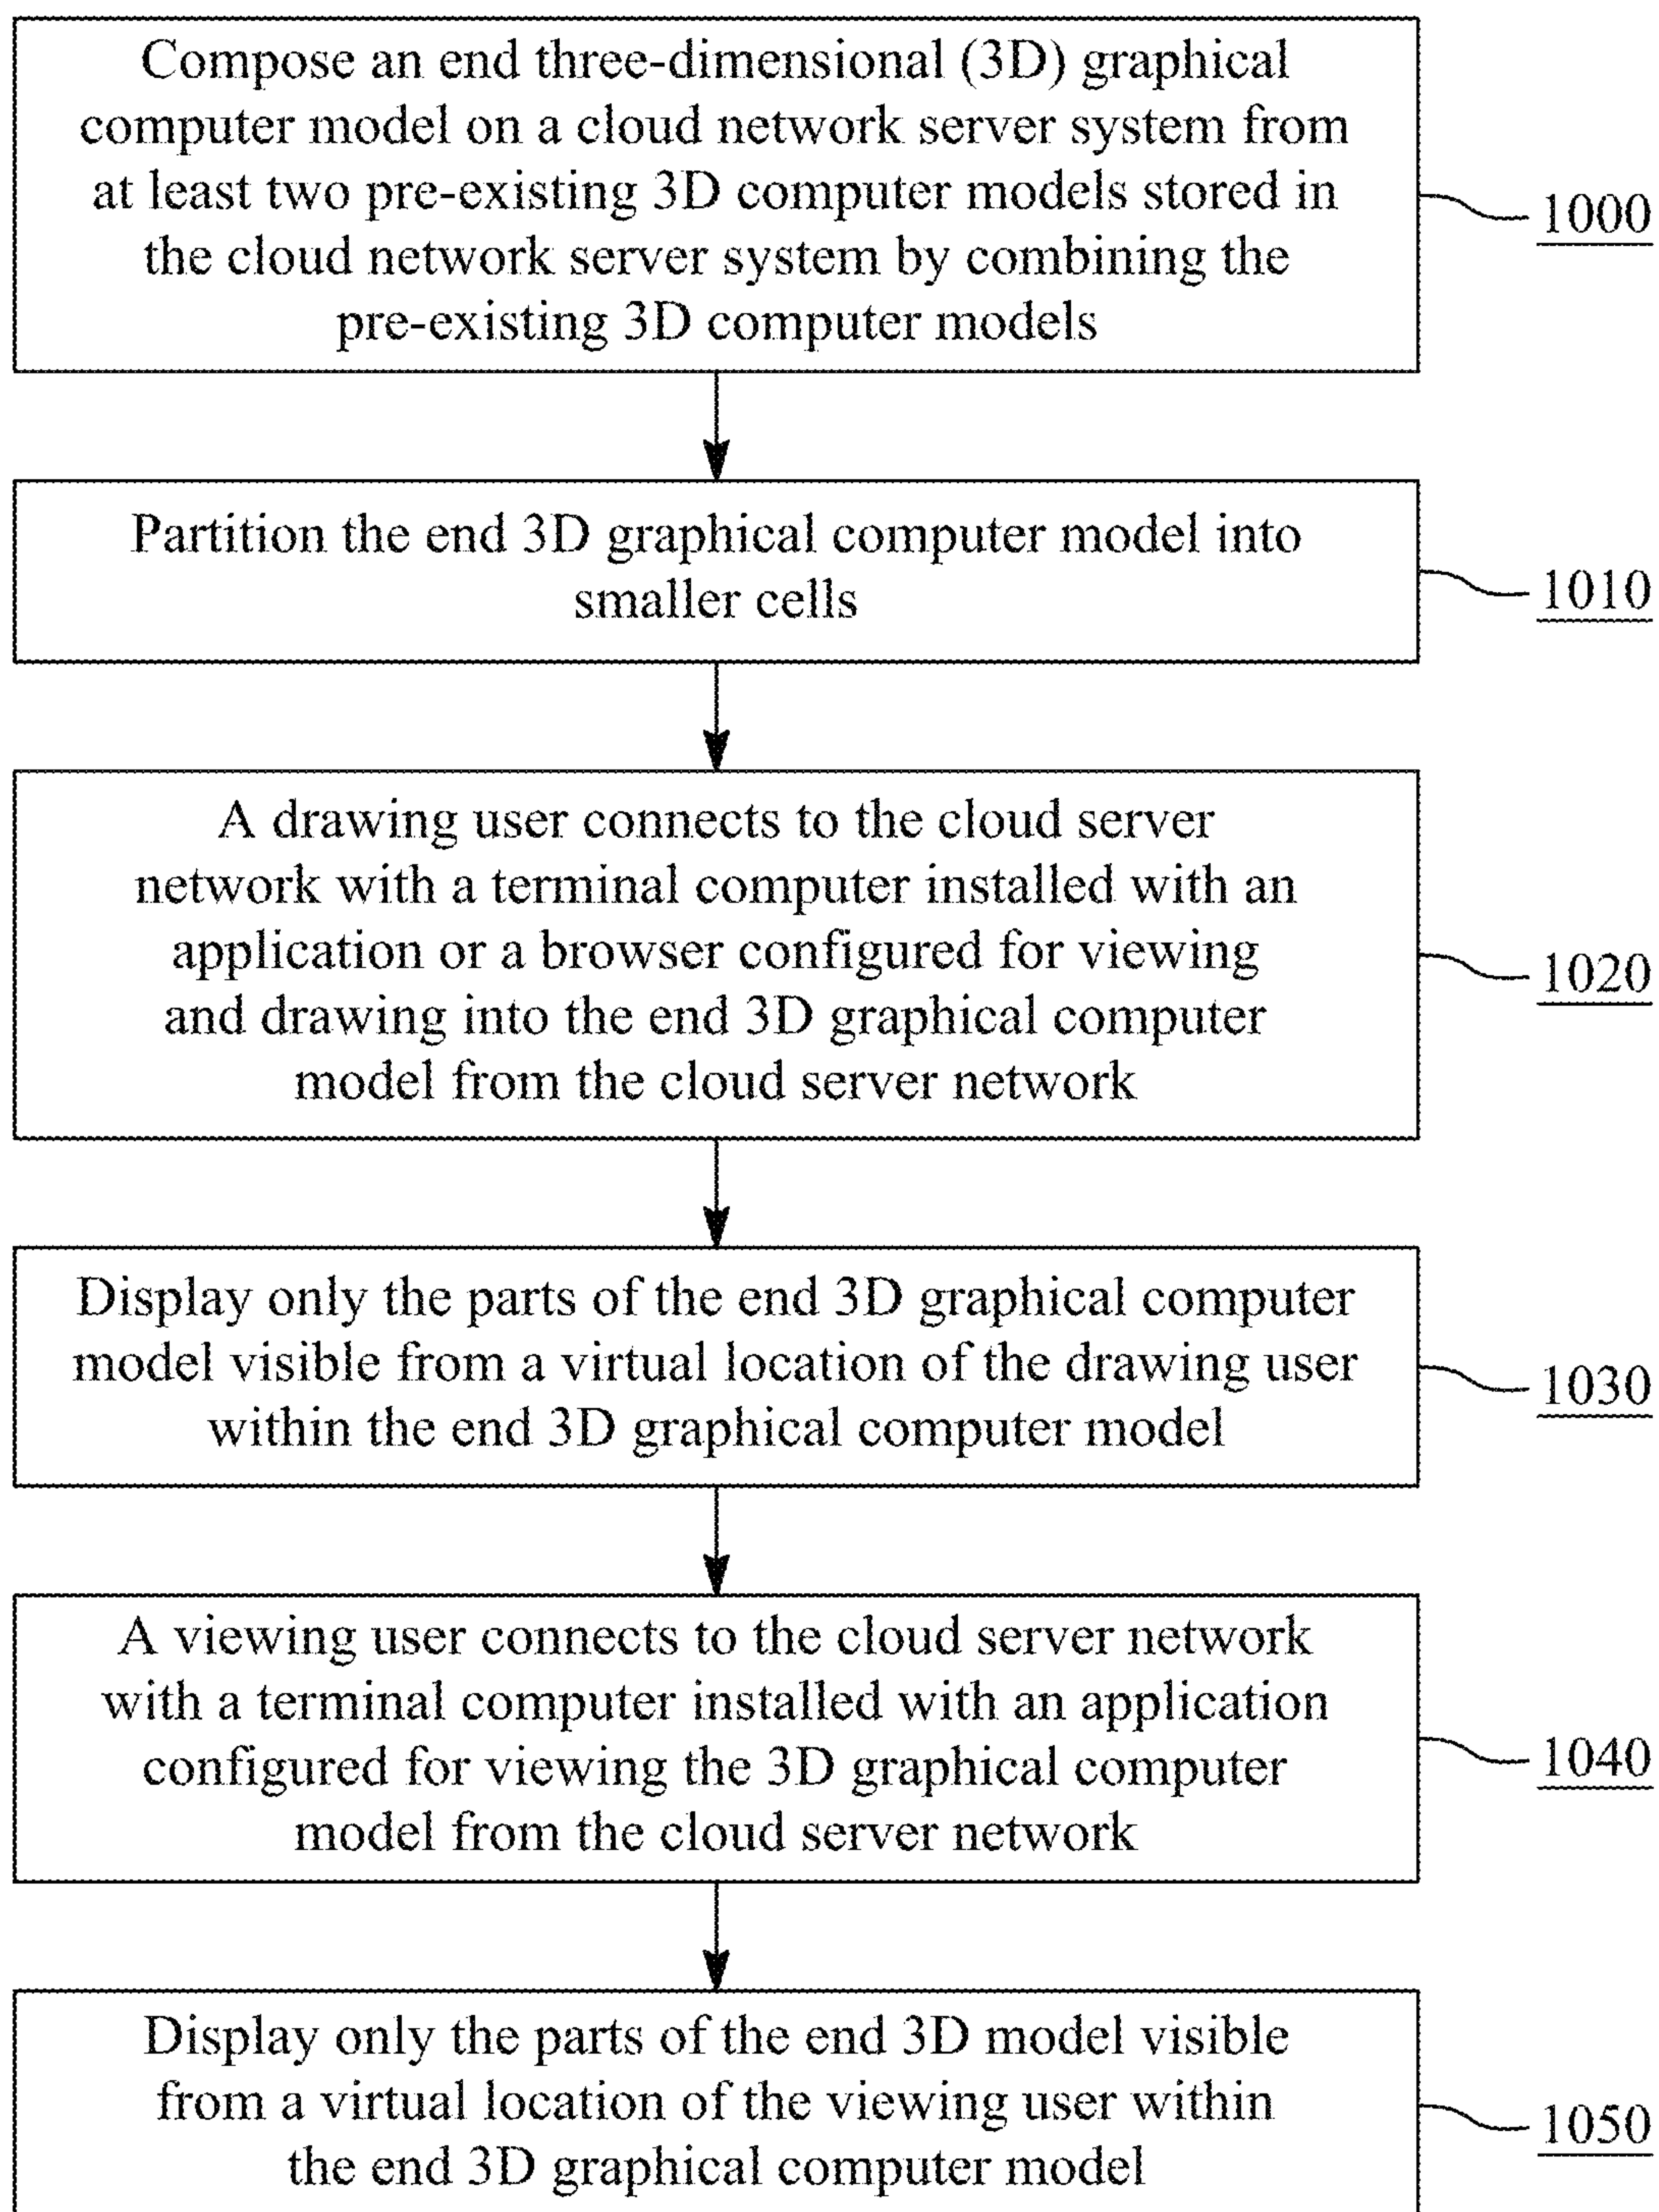 Compose an end three-dimensional (3D) graphical
computer model on a cloud network server system from
at least two pre-existing 3D computer models stored in
the cloud network server system by combining the
pre-existing 3D computer models
1000
Partition the end 3D graphical computer model into
smaller cells
1010
A drawing user connects to the cloud server
network with a terminal computer installed with an
application or a browser configured for viewing
and drawing into the end 3D graphical computer
model from the cloud server network
1020
Display only the parts of the end 3D graphical computer
model visible from a virtual location of the drawing user
within the end 3D graphical computer model
1030
A viewing user connects to the cloud server network
with a terminal computer installed with an application
configured for viewing the 3D graphical computer
model from the cloud server network
1040
Display only the parts of the end 3D model visible
from a virtual location of the viewing user within
the end 3D graphical computer model
1050